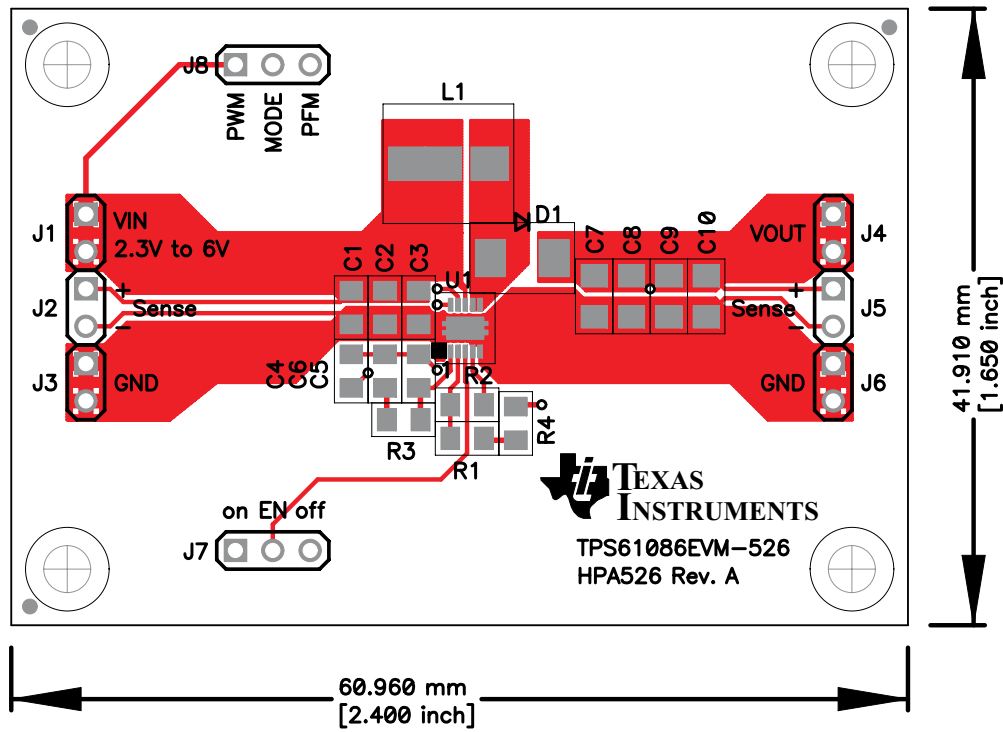 J8
PWM
MODE
PFM
L1
J1
VIN
2.3V to 6V
D1
C7
C8
C9
C10
VOUT
J4
C1
C2
C3
U1
J2
+
Sense
−
Sense
+
−
J5
J3
GND
C4
C6
C5
1
R2
GND
J6
R3
R1
R4
on EN off
J7
TEXAS
INSTRUMENTS
TPS61086EVM−526
HPA526 Rev. A
41.910 mm
[1.650 inch]
60.960 mm
[2.400 inch]